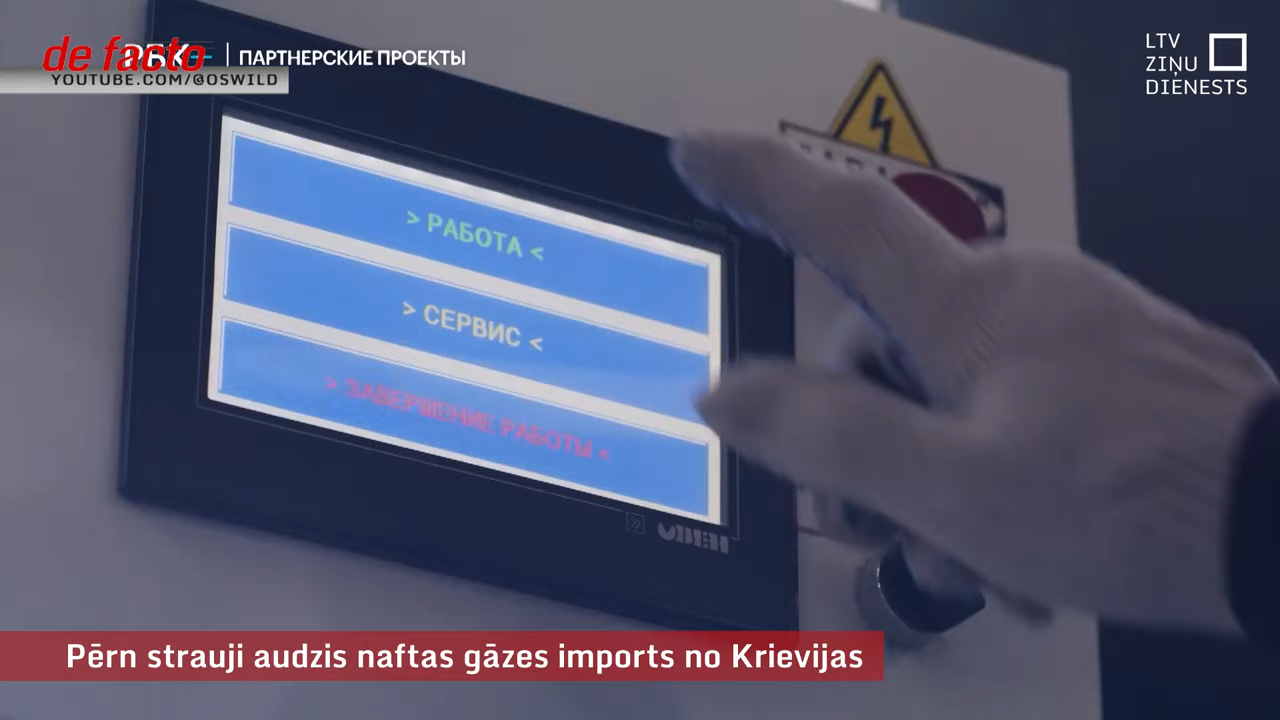 de facto
РБК
ПАРТНЕРСКИЕ ПРОЕКТЫ
YOUTUBE.COM/@OSWILD
LTV
ZIŅU
DIENESTS
> РАБОТА <
> СЕРВИС <
> ЗАВЕРШЕНИЕ РАБОТЫ <
ОВЕН
Pērn strauji audzis naftas gāzes imports no Krievijas